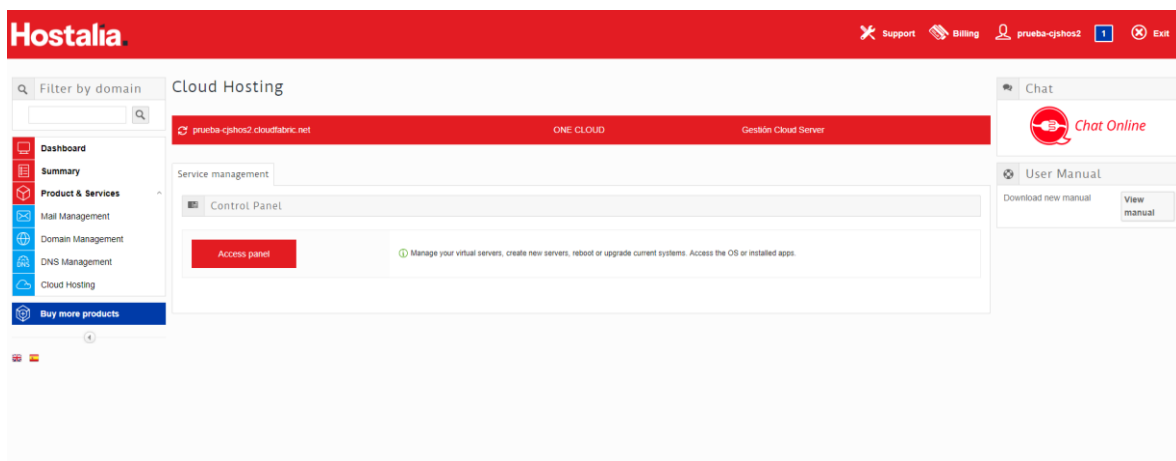 Hostalia.
Support
Billing
prueba-cjshos2
1
Exit
Filter by domain
Dashboard
Summary
Product & Services
Mail Management
Domain Management
DNS
DNS Management
Cloud Hosting
Buy more products
Cloud Hosting
prueba-cjshos2.cloudfabric.net ONE CLOUD Gestión Cloud Server
Service management
Control Panel
Access panel
Manage your virtual servers, create new servers, reboot or upgrade current systems. Access the OS or installed apps.
Chat
Chat Online
User Manual
Download new manual
View
manual